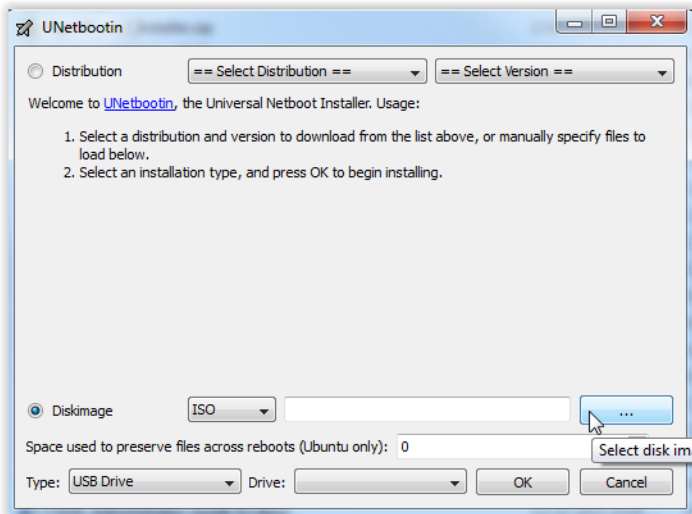 UNetbootin
Distribution == Select Distribution == == Select Version ==
Welcome to UNetbootin, the Universal Netboot Installer. Usage:
1. Select a distribution and version to download from the list above, or manually specify files to
load below.
2. Select an installation type, and press OK to begin installing.
Diskimage ISO ...
Space used to preserve files across reboots (Ubuntu only): 0
Select disk ima
Type: USB Drive Drive: OK Cancel